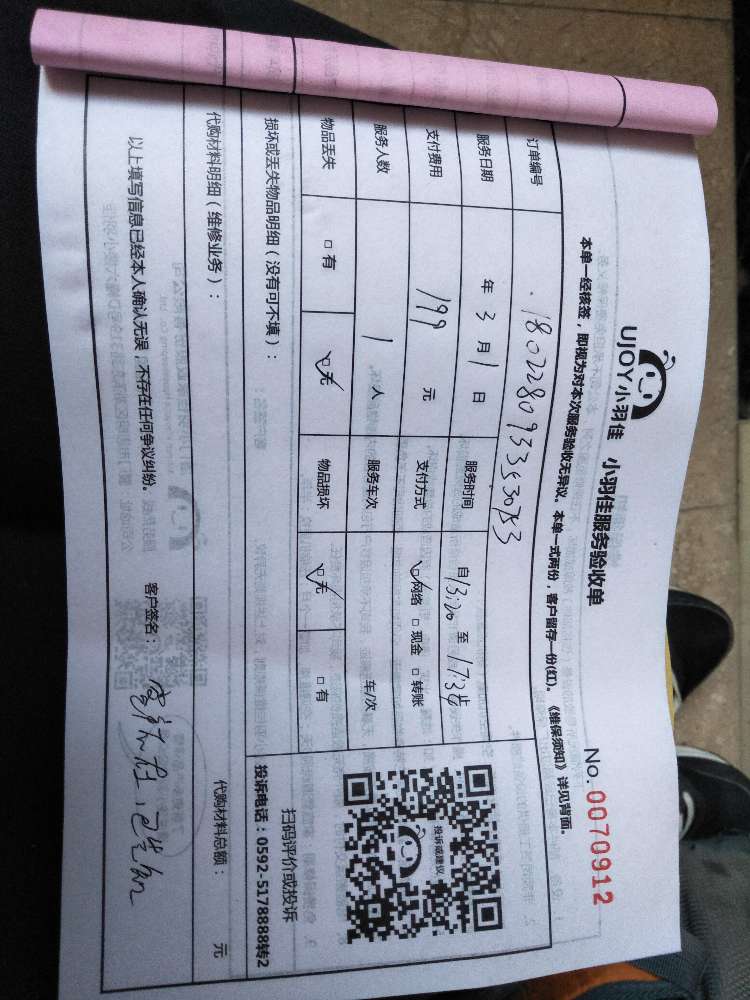 UJOY小羽佳 小羽佳服务验收单
No. 0070912
本单一经核签，即视为对本次服务验收无异议。本单一式两份，客户留存一份(红)。《维保须知》详见背面。
订单编号
服务日期 年 3 月 1 日 服务时间 自 13:20 至
支付费用 199 元 支付方式 ☑网络 □现金 □转账
服务人数 1 人 服务车次 车/次
物品丢失 □有 ☑无 物品损坏 ☑无 □有
损坏或丢失物品明细（没有可不填）：
代购材料明细（维修业务）：
代购材料总额： 元
投诉或建议
扫码评价或投诉
投诉电话：0592-5178888转2
以上填写信息已经本人确认无误，不存在任何争议纠纷。 客户签名：